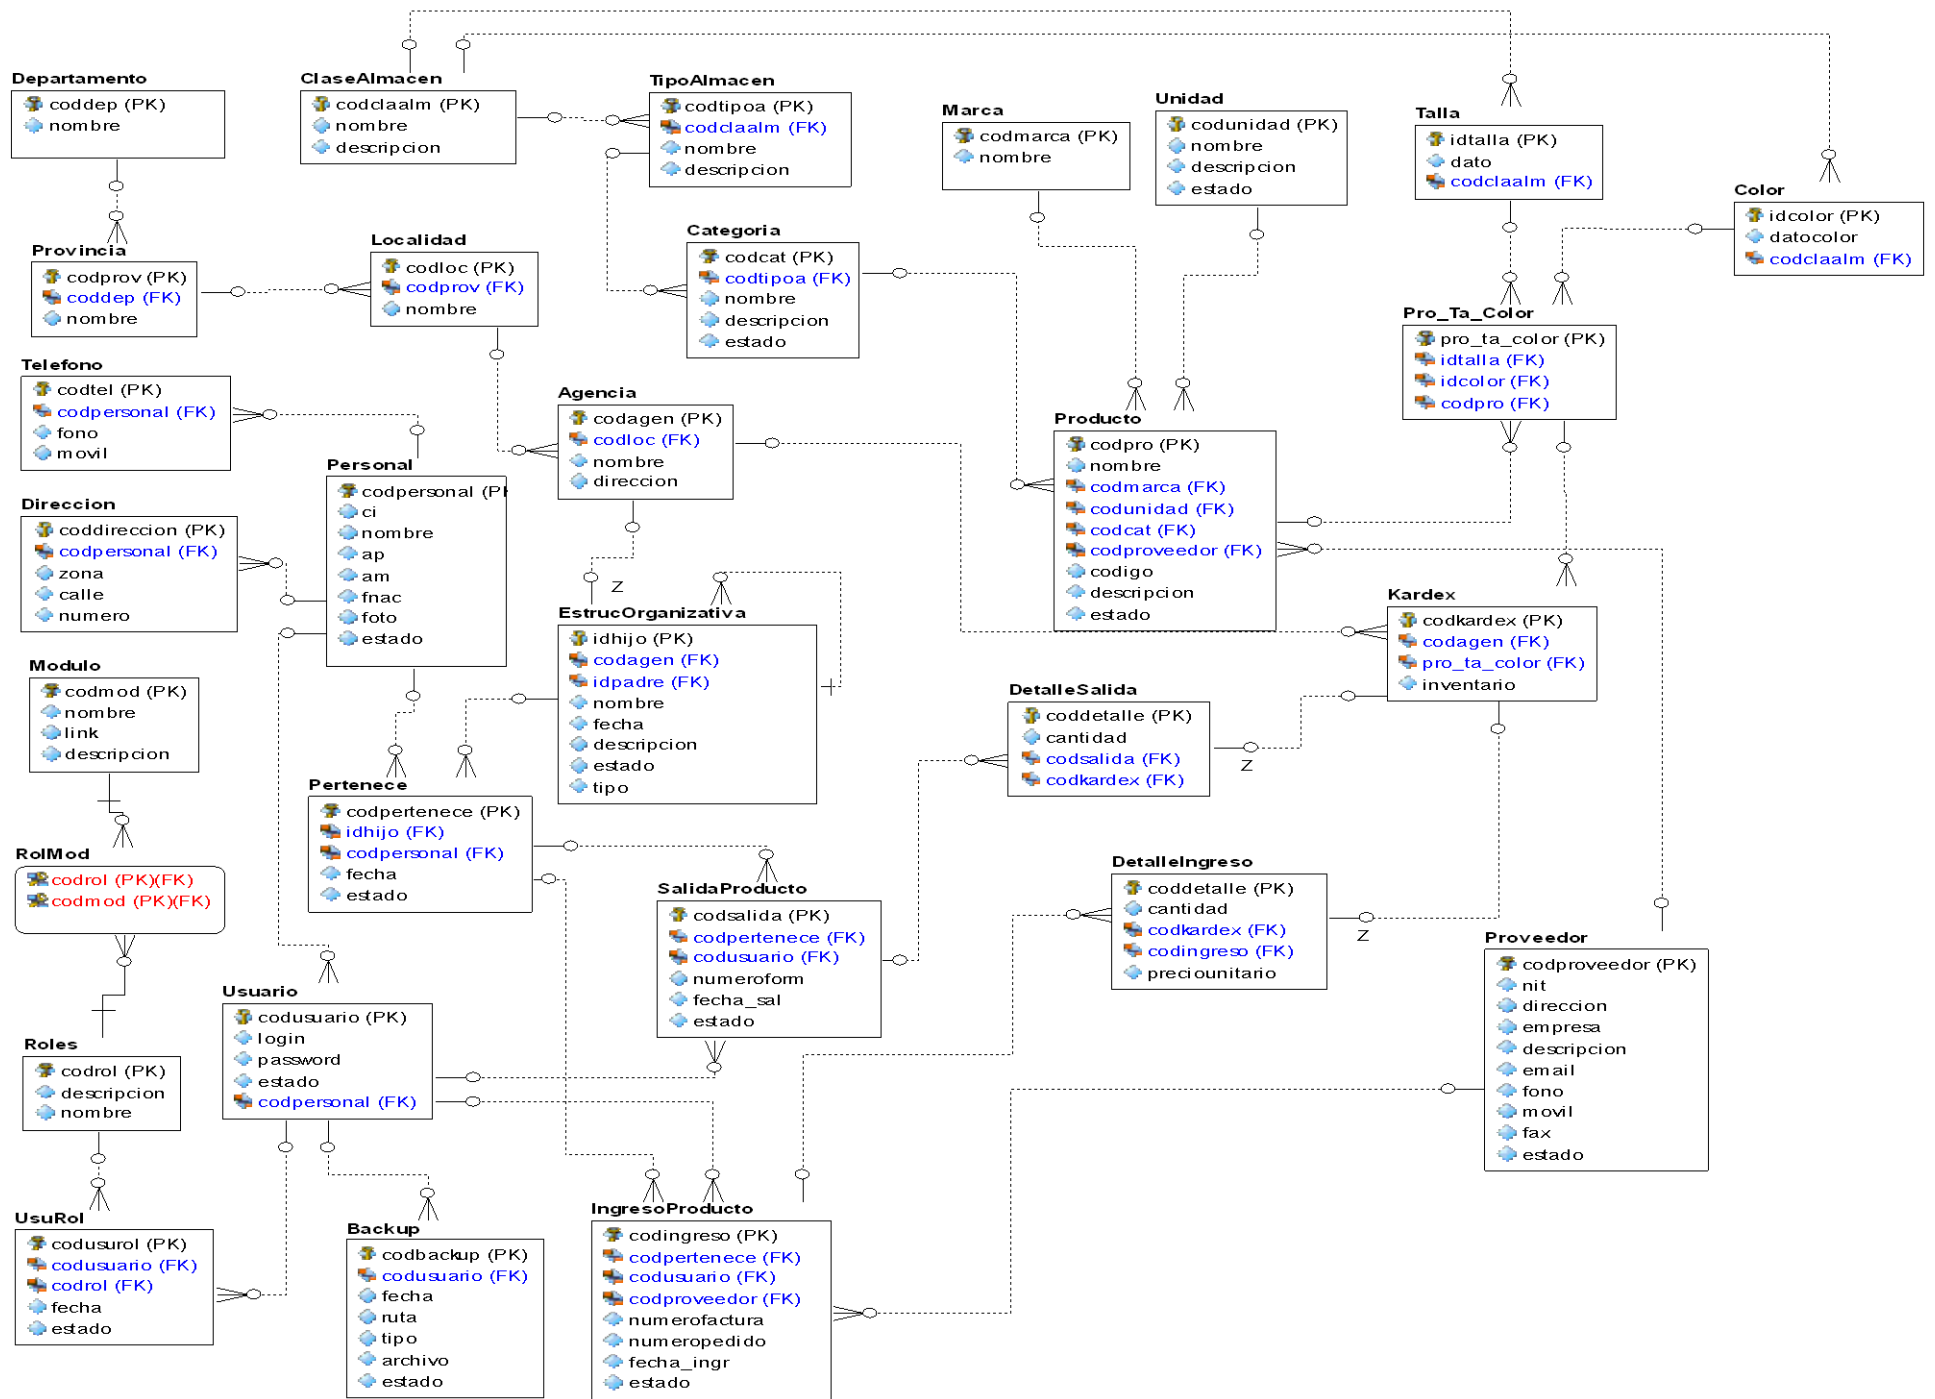 Departamento
coddep (PK)
nombre
ClaseAlmacen
codclaalm (PK)
nombre
descripcion
TipoAlmacen
codtipoa (PK)
codclaalm (FK)
nombre
descripcion
Marca
codmarca (PK)
nombre
Unidad
codunidad (PK)
nombre
descripcion
estado
Talla
idtalla (PK)
dato
codclaalm (FK)
Color
idcolor (PK)
datocolor
codclaalm (FK)
Provincia
codprov (PK)
coddep (FK)
nombre
Localidad
codloc (PK)
codprov (FK)
nombre
Categoria
codcat (PK)
codtipoa (FK)
nombre
descripcion
estado
Pro_Ta_Color
pro_ta_color (PK)
idtalla (FK)
idcolor (FK)
codpro (FK)
Telefono
codtel (PK)
codpersonal (FK)
fono
movil
Agencia
codagen (PK)
codloc (FK)
nombre
direccion
Producto
codpro (PK)
nombre
codmarca (FK)
codunidad (FK)
codcat (FK)
codproveedor (FK)
codigo
descripcion
estado
Personal
codpersonal (PK
ci
nombre
ap
am
fnac
foto
estado
Direccion
coddireccion (PK)
codpersonal (FK)
zona
calle
numero
Z
EstrucOrganizativa
idhijo (PK)
codagen (FK)
idpadre (FK)
nombre
fecha
descripcion
estado
tipo
Kardex
codkardex (PK)
codagen (FK)
pro_ta_color (FK)
inventario
Modulo
codmod (PK)
nombre
link
descripcion
DetalleSalida
coddetalle (PK)
cantidad
codsalida (FK)
codkardex (FK)
Z
Pertenece
codpertenece (PK)
idhijo (FK)
codpersonal (FK)
fecha
estado
RolMod
codrol (PK)(FK)
codmod (PK)(FK)
SalidaProducto
codsalida (PK)
codpertenece (FK)
codusuario (FK)
numeroform
fecha_sal
estado
DetalleIngreso
coddetalle (PK)
cantidad
codkardex (FK)
codingreso (FK)
preciounitario
Z
Proveedor
codproveedor (PK)
nit
direccion
empresa
descripcion
email
fono
movil
fax
estado
Usuario
codusuario (PK)
login
password
estado
codpersonal (FK)
Roles
codrol (PK)
descripcion
nombre
UsuRol
codusurol (PK)
codusuario (FK)
codrol (FK)
fecha
estado
Backup
codbackup (PK)
codusuario (FK)
fecha
ruta
tipo
archivo
estado
IngresoProducto
codingreso (PK)
codpertenece (FK)
codusuario (FK)
codproveedor (FK)
numerofactura
numeropedido
fecha_ingr
estado